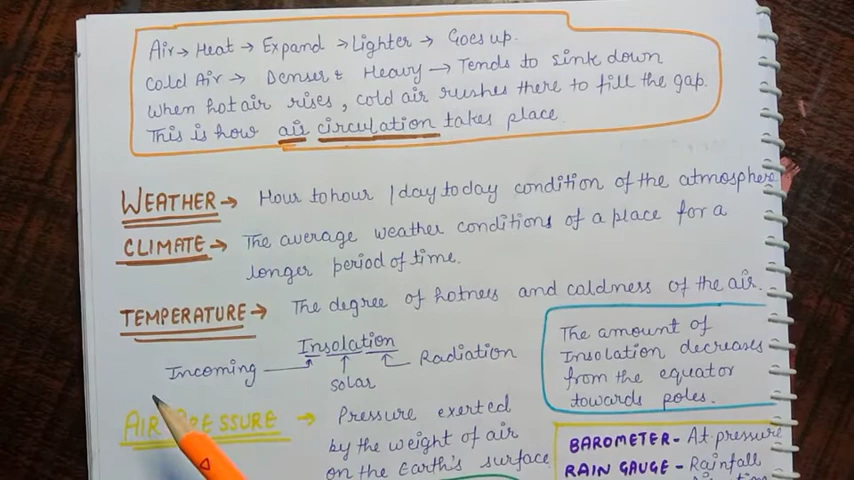 Air → Heat → Expand → Lighter → Goes up.
Cold Air → Denser & Heavy → Tends to sink down
When hot air rises, cold air rushes there to fill the gap.
This is how air circulation takes place.
WEATHER → Hour to hour / day to day condition of the atmosphere
CLIMATE → The average weather conditions of a place for a
longer period of time.
TEMPERATURE → The degree of hotness and coldness of the air.
Insolation
Incoming
Solar
Radiation
The amount of
Insolation decreases
from the equator
towards poles.
AIR PRESSURE → Pressure exerted
by the weight of air
on the Earth's surface
BAROMETER - At. pressure
RAIN GAUGE - Rainfall